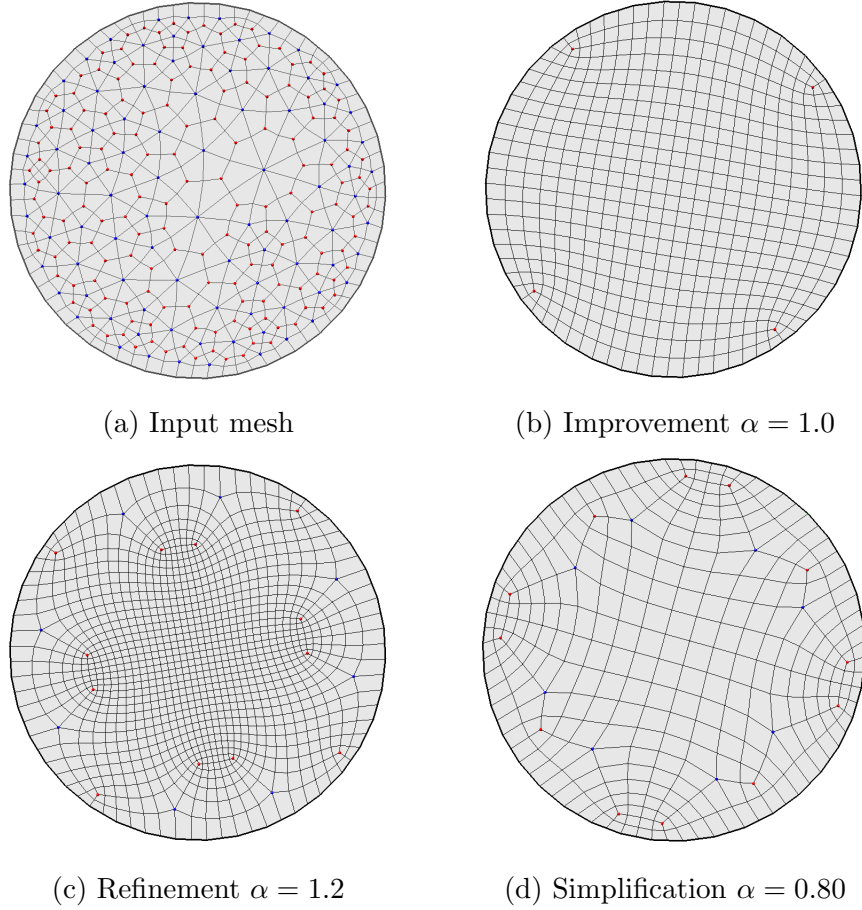 (a) Input mesh
(b) Improvement α = 1.0
(c) Refinement α = 1.2
(d) Simplification α = 0.80